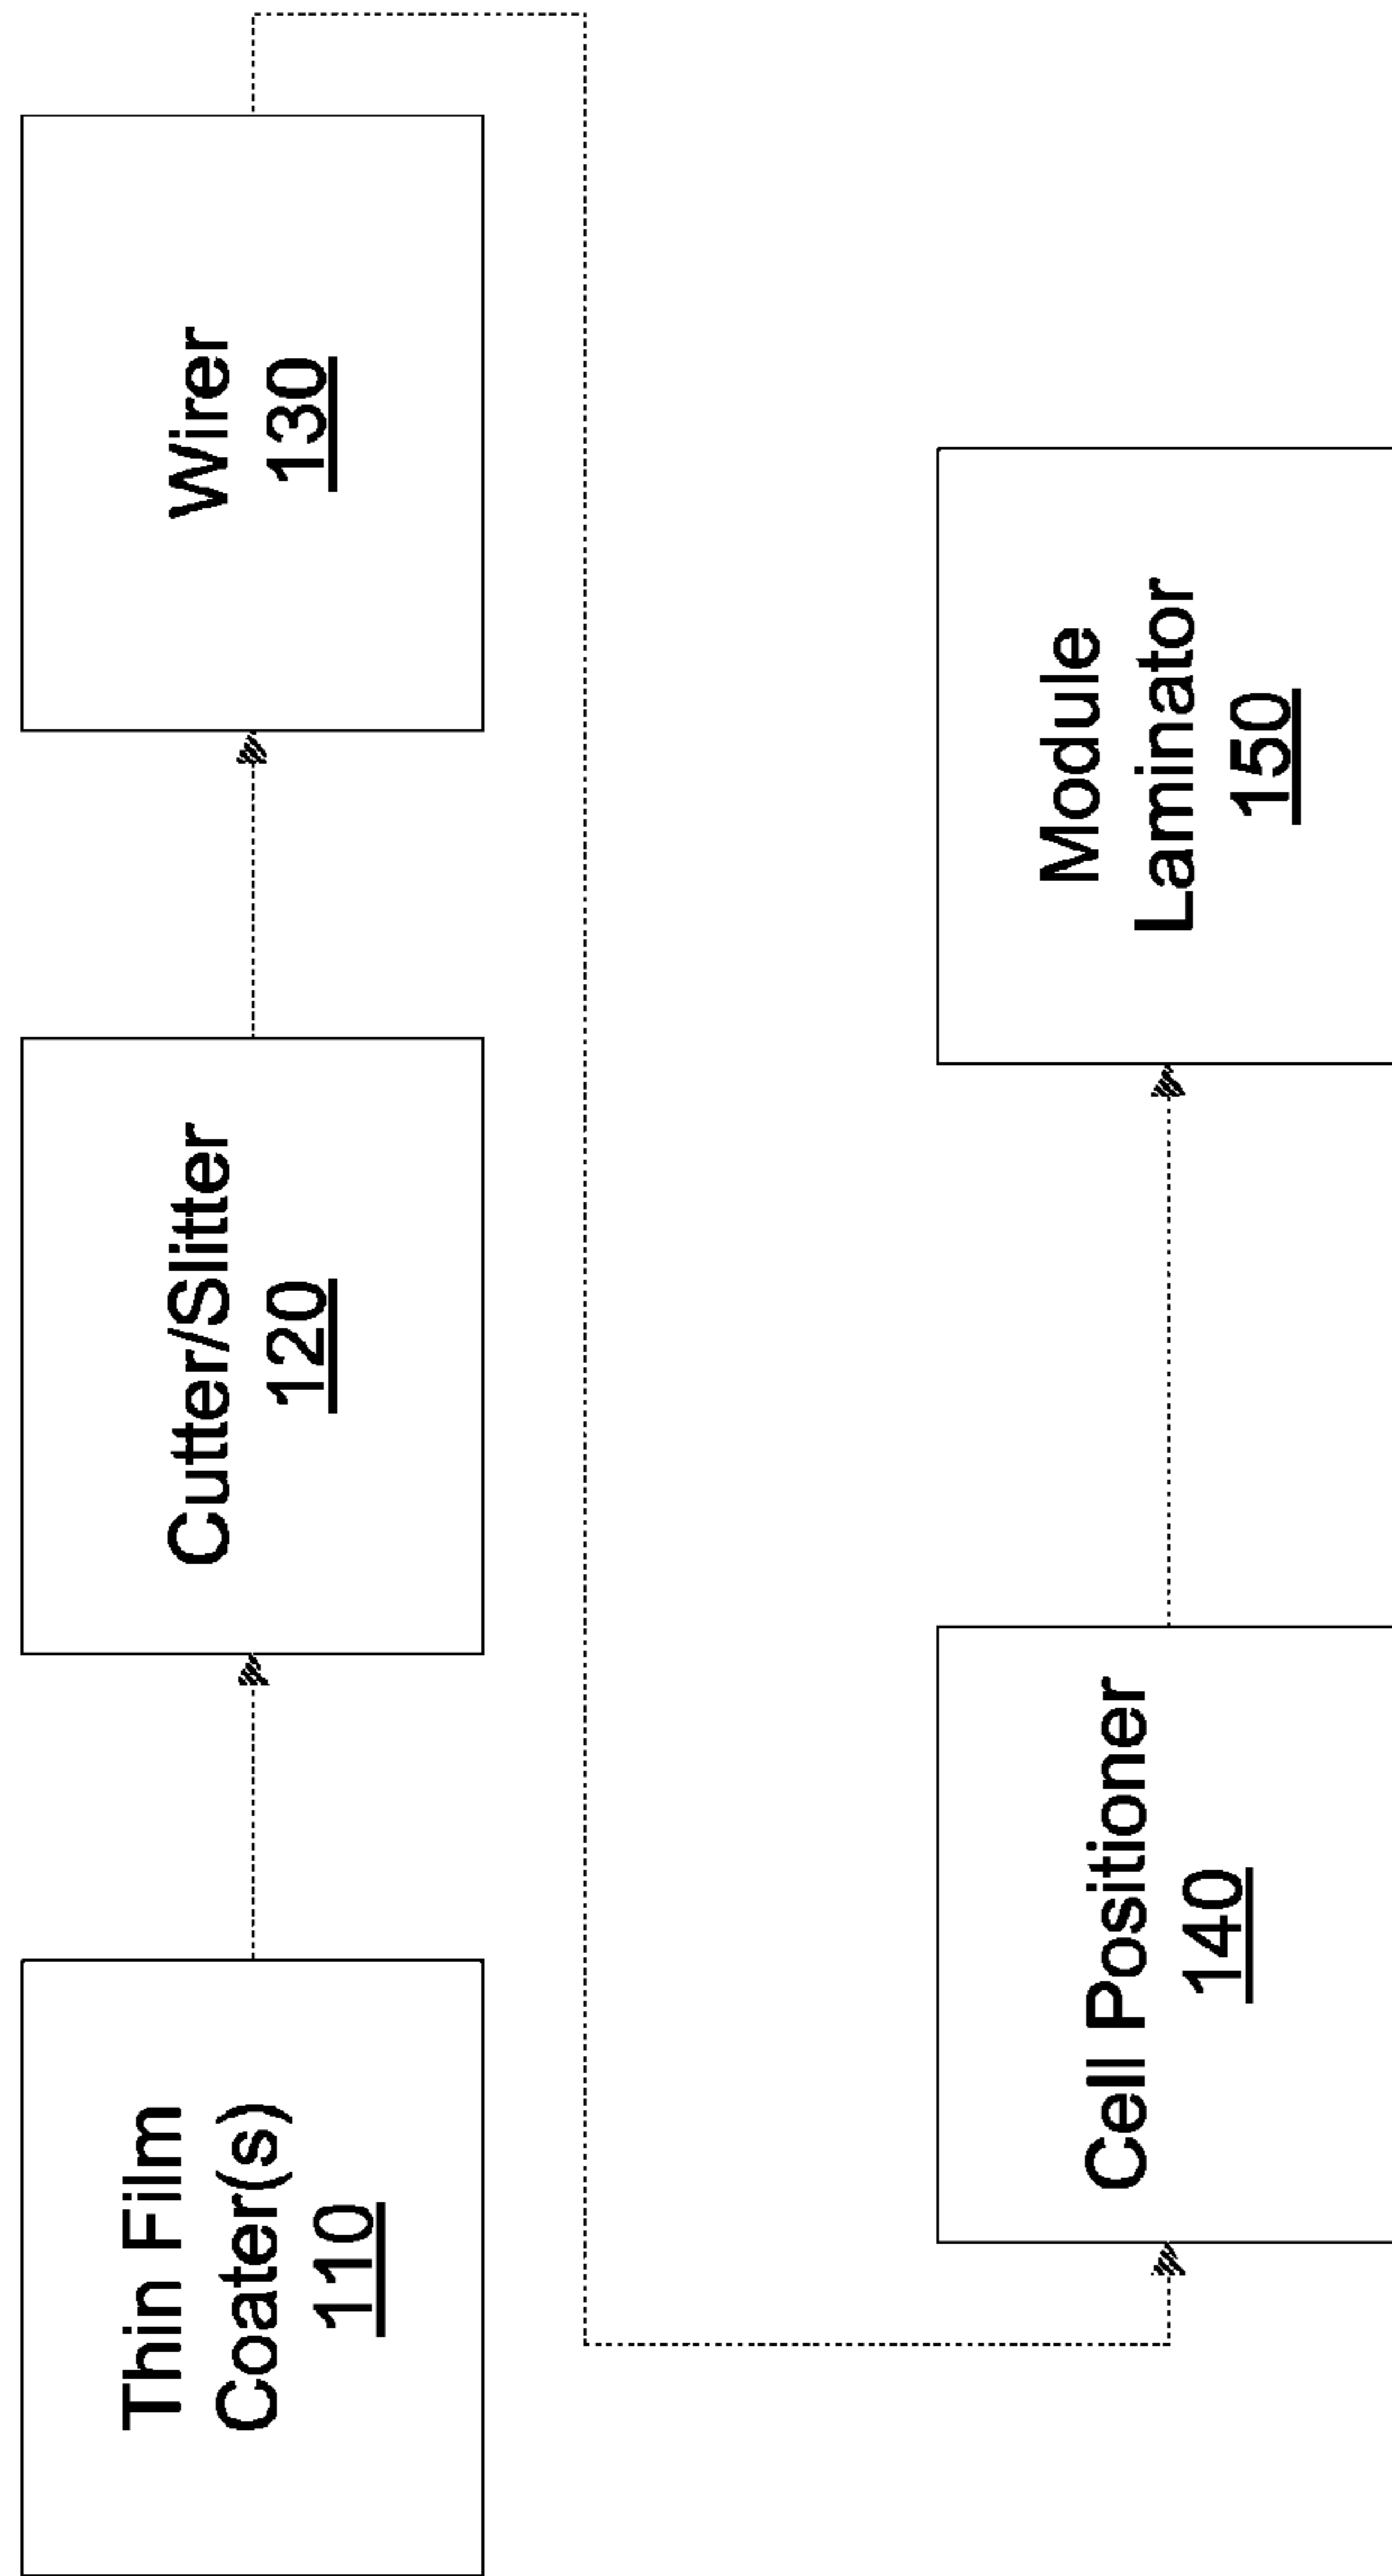 Thin Film
Coater(s)
110
Cutter/Slitter
120
Wirer
130
Cell Positioner
140
Module
Laminator
150